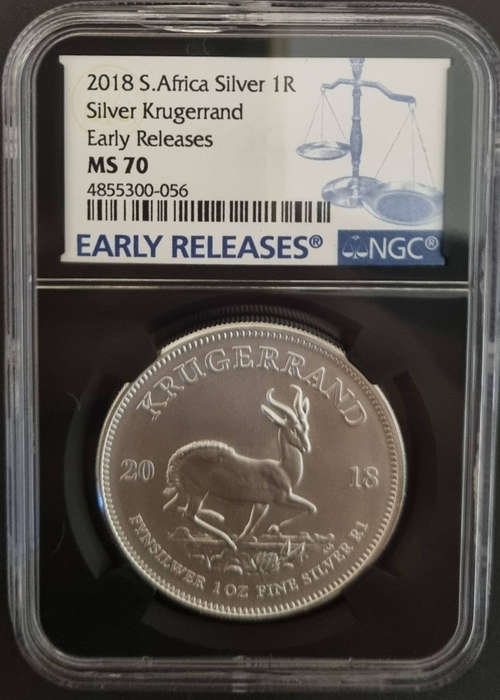 2018 S.Africa Silver 1R
Silver Krugerrand
Early Releases
MS 70
4855300-056
EARLY RELEASES®
NGC®
KRUGERRAND
20 18
FYNSILWER 1 OZ FINE SILVER R1